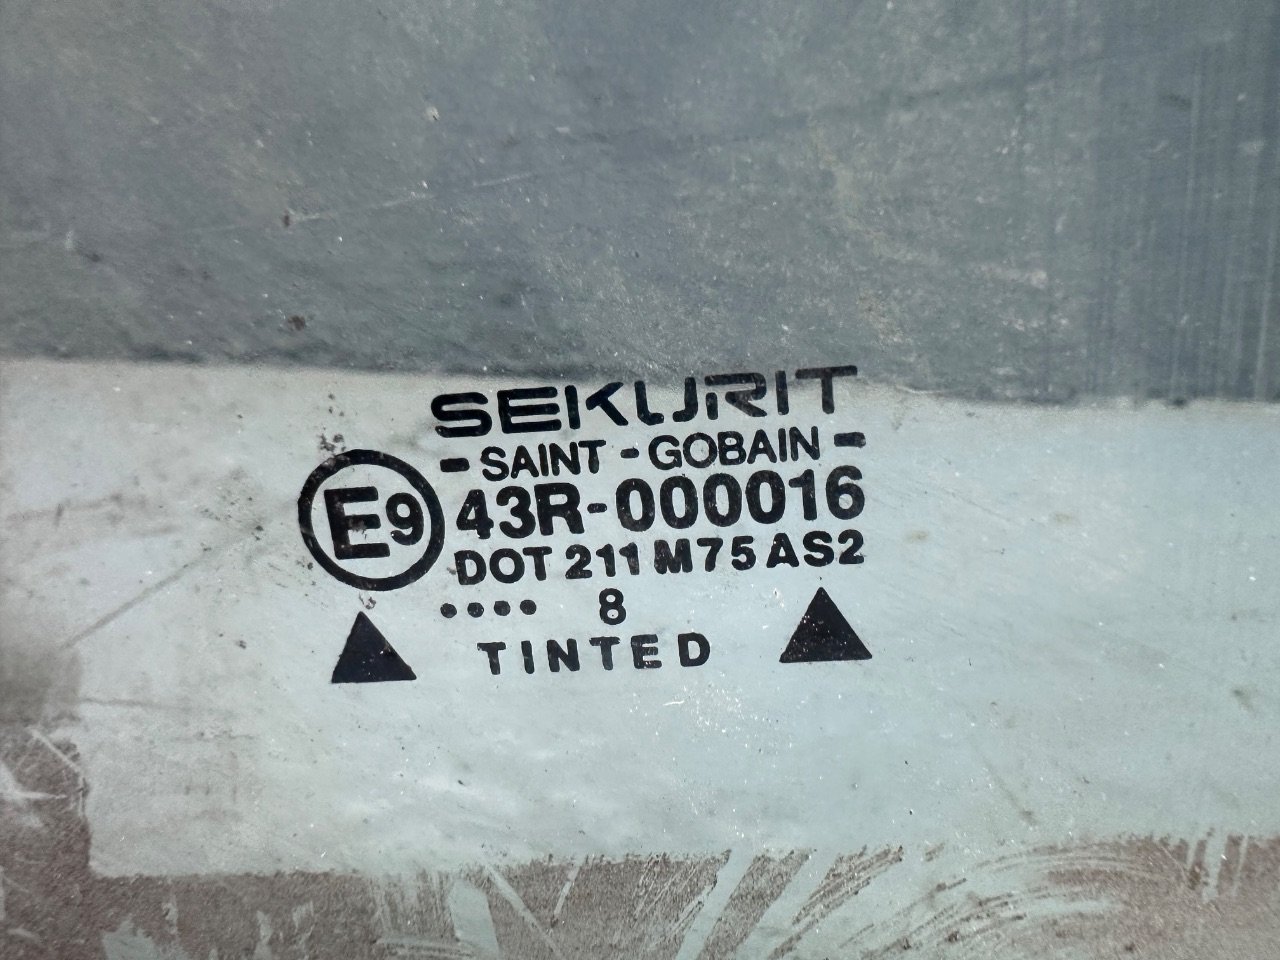 SEKURIT
- SAINT - GOBAIN -
E9 43R-000016
DOT 211 M75 AS2
•••• 8
TINTED